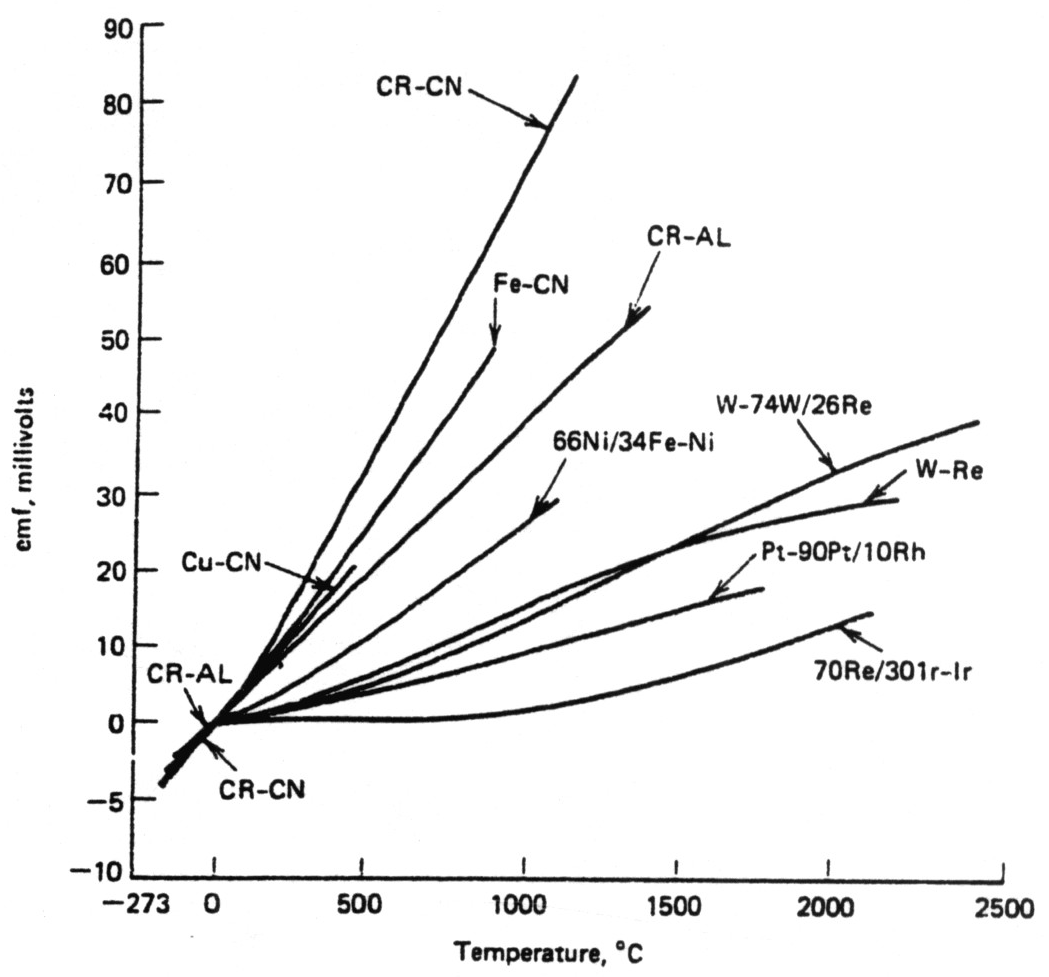 90
80
70
60
50
40
30
20
10
0
−5
−10
emf, millivolts
CR-CN
CR-AL
Fe-CN
W-74W/26Re
66Ni/34Fe-Ni
W-Re
Cu-CN
Pt-90Pt/10Rh
CR-AL
70Re/301r-Ir
CR-CN
−273 0 500 1000 1500 2000 2500
Temperature, °C